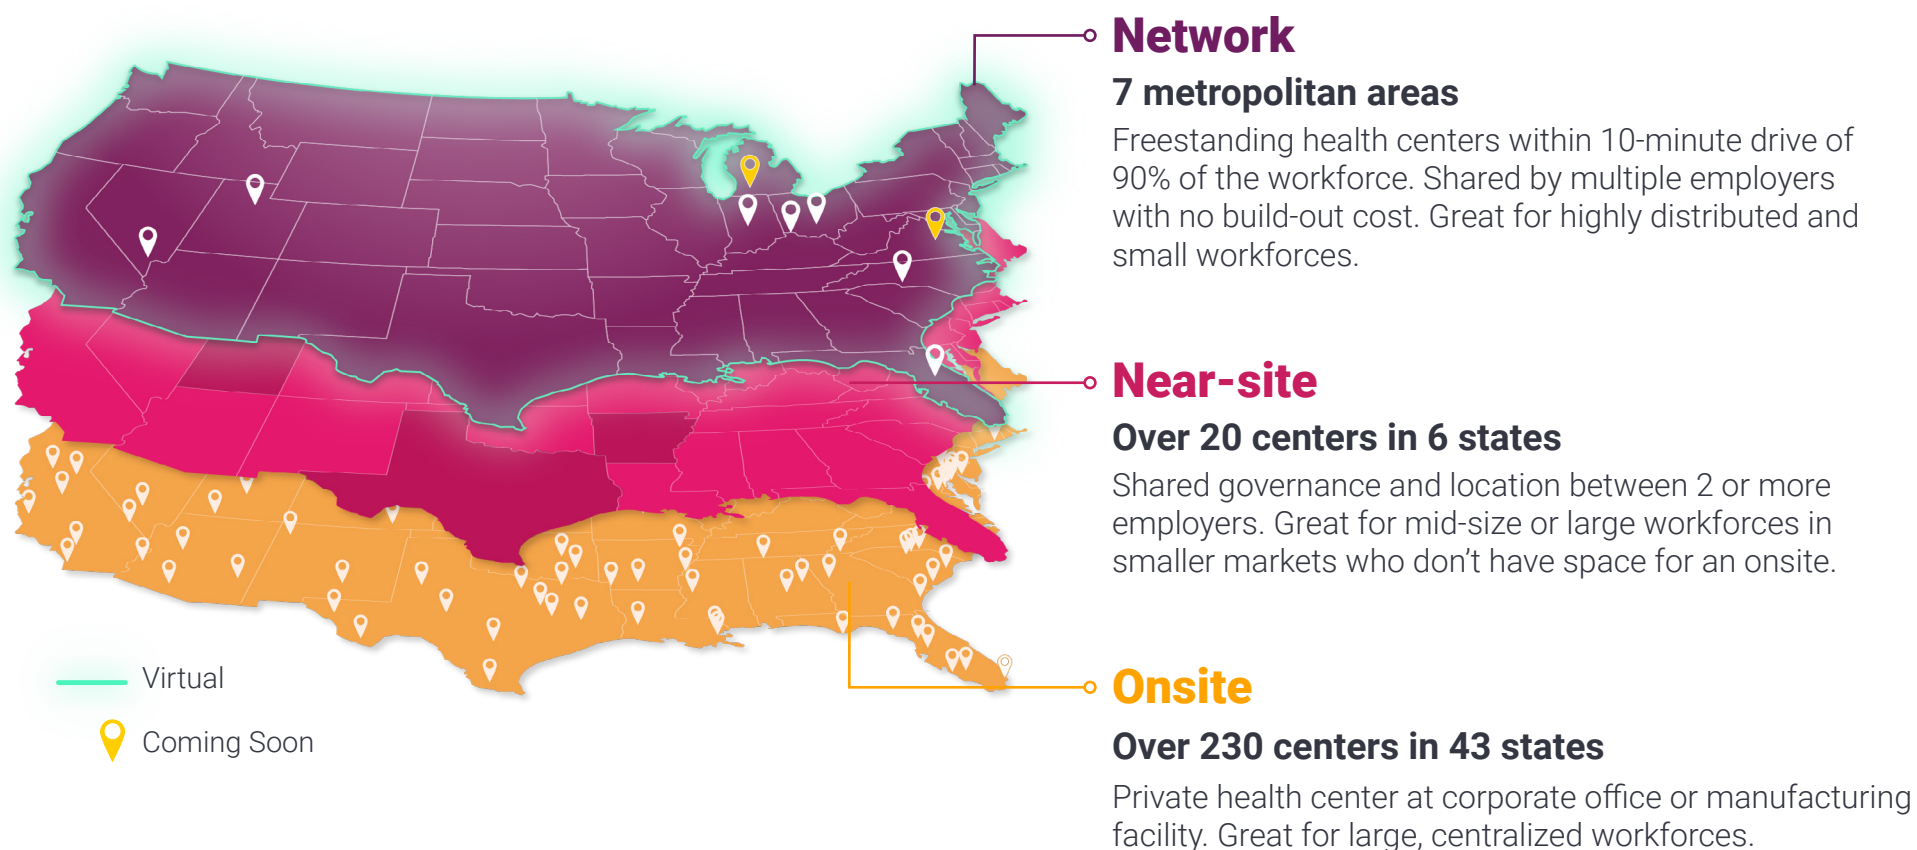 Network
7 metropolitan areas
Freestanding health centers within 10-minute drive of
90% of the workforce. Shared by multiple employers
with no build-out cost. Great for highly distributed and
small workforces.
Near-site
Over 20 centers in 6 states
Shared governance and location between 2 or more
employers. Great for mid-size or large workforces in
smaller markets who don’t have space for an onsite.
Onsite
Over 230 centers in 43 states
Private health center at corporate office or manufacturing
facility. Great for large, centralized workforces.
Virtual
Coming Soon